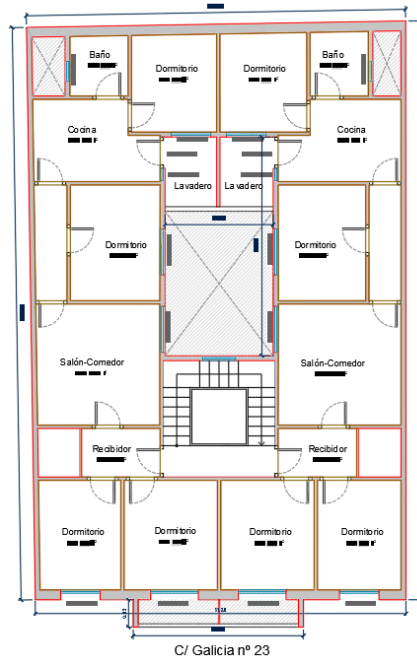 Baño
Dormitorio
Dormitorio
Baño
Cocina
Cocina
Lavadero
Lavadero
Dormitorio
Dormitorio
Salón-Comedor
Salón-Comedor
Recibidor
Recibidor
Dormitorio
Dormitorio
Dormitorio
Dormitorio
C/ Galicia nº 23